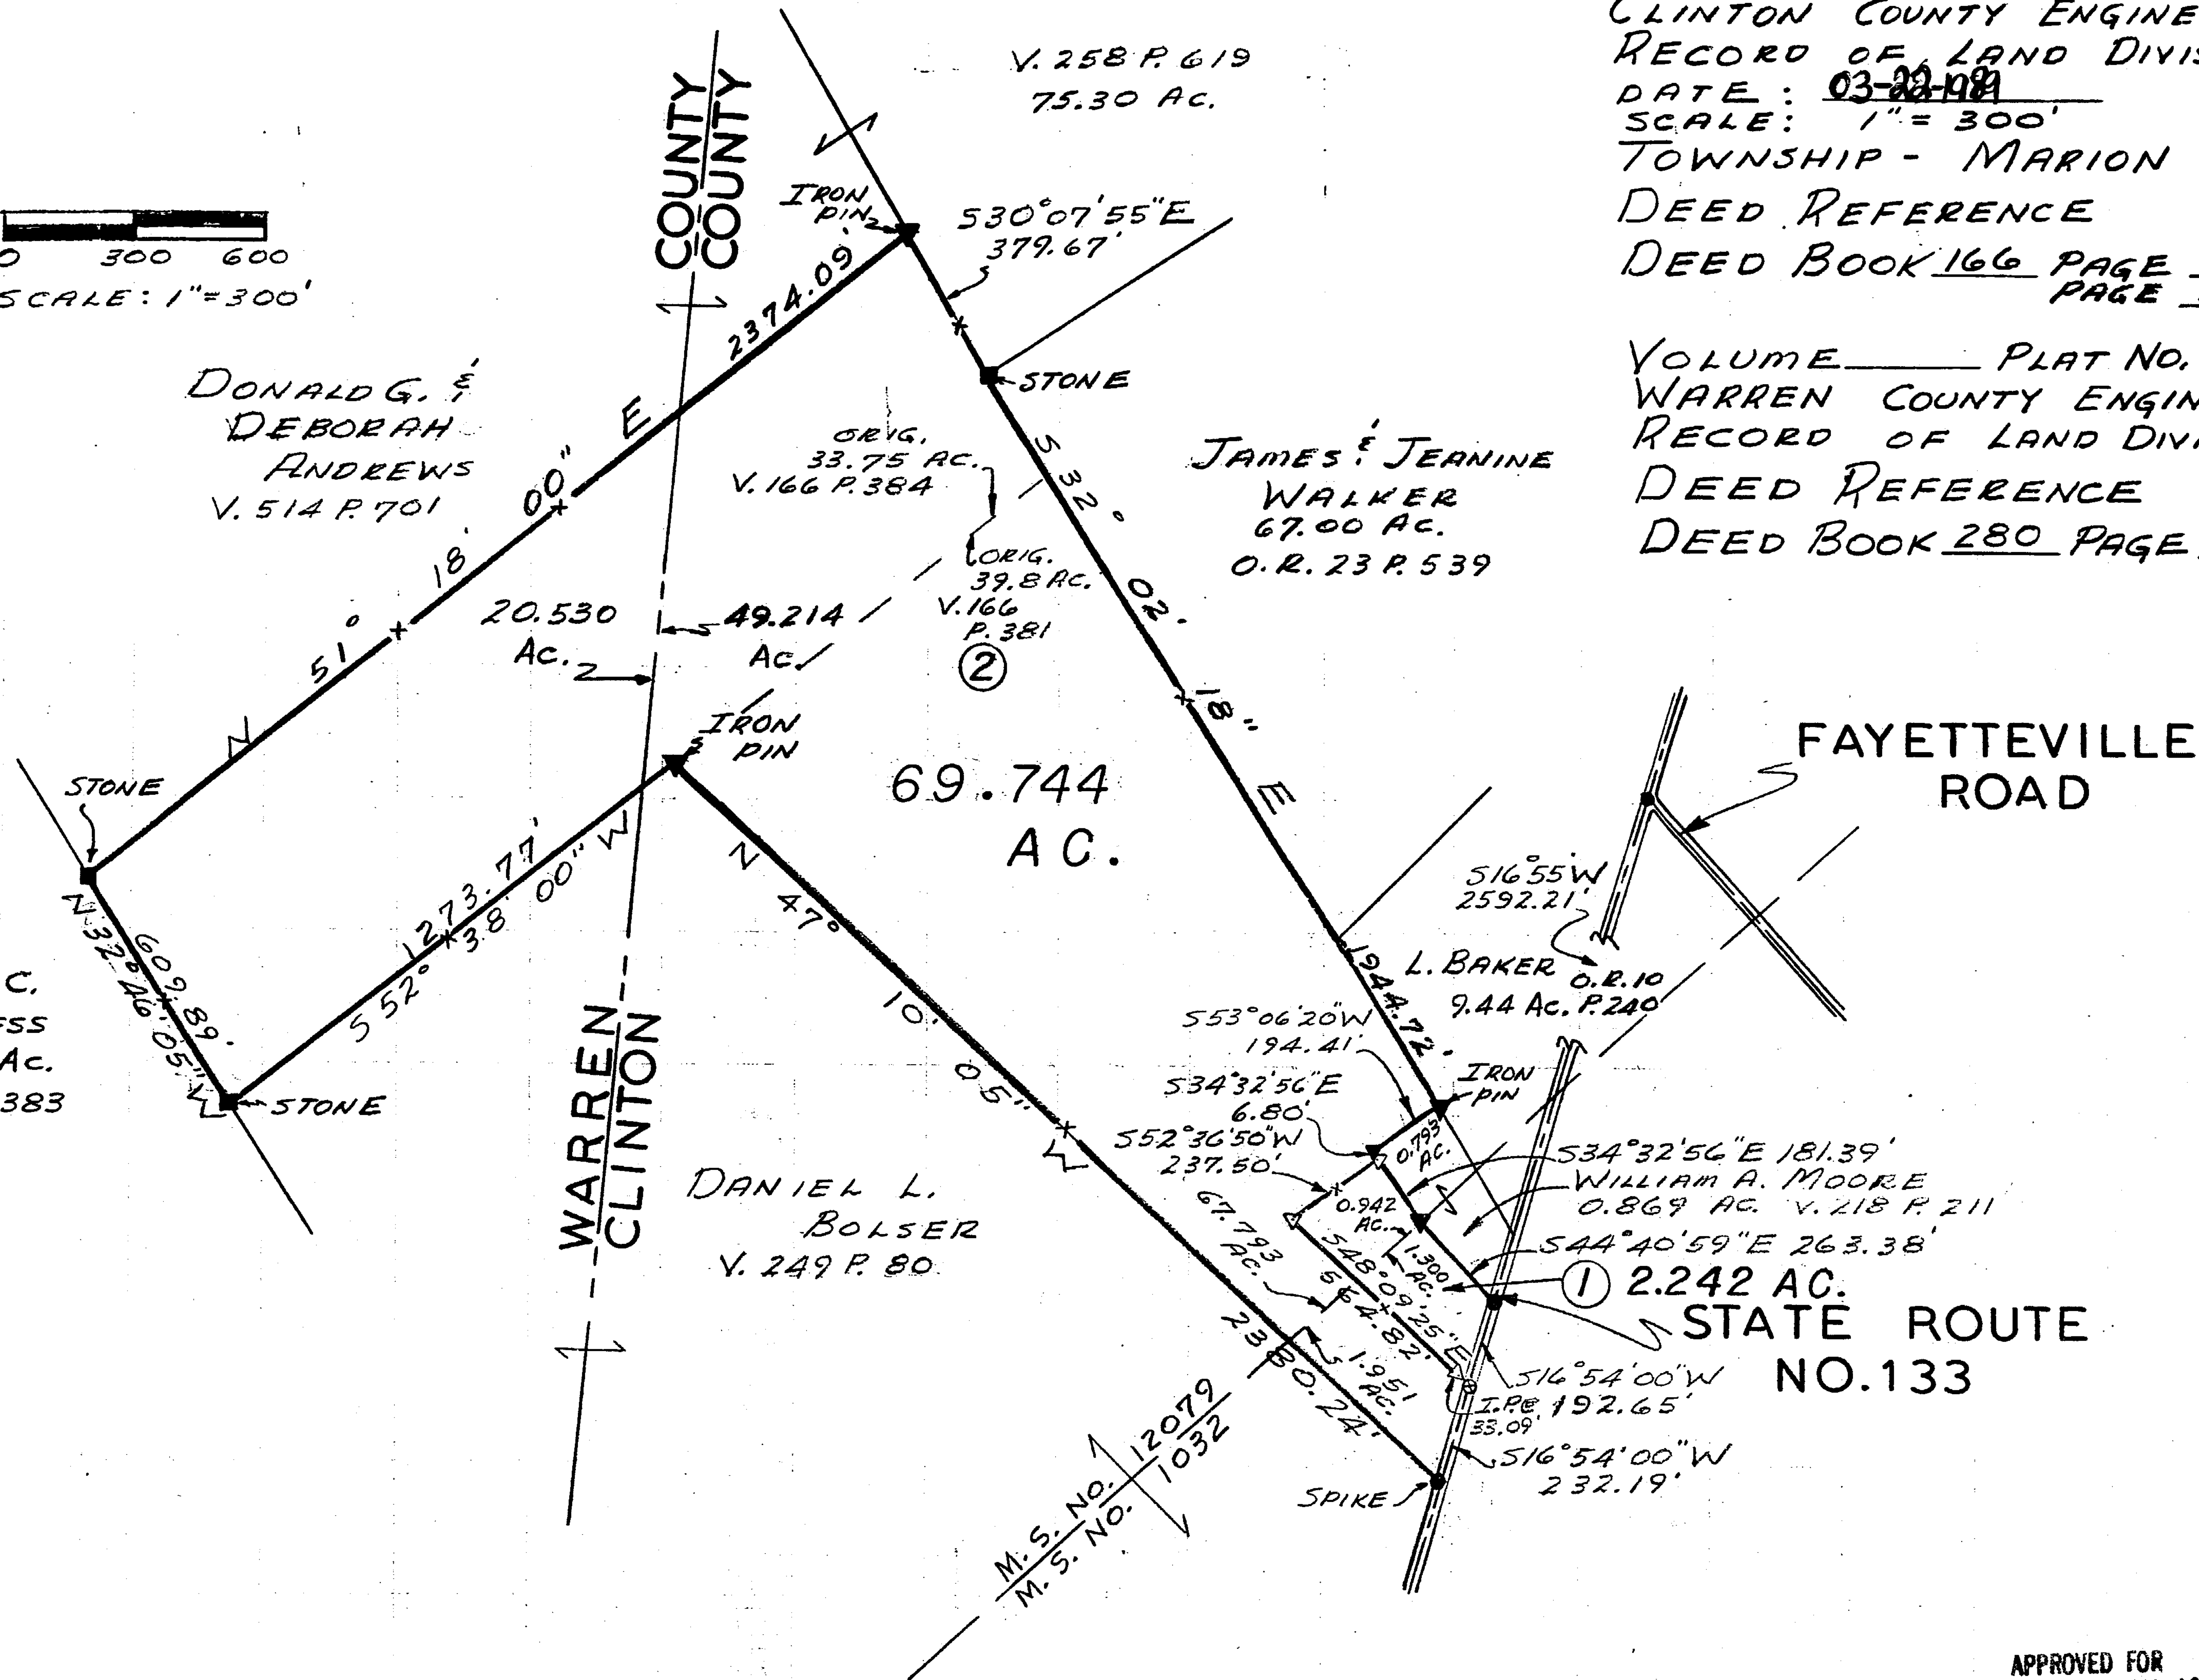 CLINTON COUNTY ENGINE
RECORD OF LAND DIVIS
DATE:
SCALE: 1"=300'
TOWNSHIP - MARION
DEED REFERENCE
DEED BOOK 166 PAGE
PAGE
VOLUME PLAT NO.
WARREN COUNTY ENGIN
RECORD OF LAND DIVI
DEED REFERENCE
DEED BOOK 280 PAGE
V. 258 P. 619
75.30 AC.
COUNTY
COUNTY
0 300 600
SCALE: 1"=300'
IRON
PIN
S30°07'55"E
379.67'
STONE
DONALD G. &
DEBORAH
ANDREWS
V. 514 P. 701
N 51° 18' 00" E 2374.09'
ORIG.
33.75 AC.
V. 166 P. 384
ORIG.
39.8 AC.
V. 166
P. 381
2
JAMES & JEANINE
WALKER
67.00 AC.
O.R. 23 P. 539
S 32° 02' 18" E 1944.72'
20.530
AC.
49.214
AC.
IRON
PIN
69.744
AC.
STONE
N 32° 46' 05" W
609.89'
STONE
1273.77'
S 52° 38' 00" W
C.
ESS
AC.
383
N 47° 10' 05" W 2380.24'
WARREN
CLINTON
DANIEL L.
BOLSER
V. 249 P. 80
FAYETTEVILLE
ROAD
S16°55'W
2592.21'
L. BAKER O.R. 10
9.44 AC. P. 240
S53°06'20"W
194.41'
S34°32'56"E
6.80'
S52°36'50"W
237.50'
IRON
PIN
0.793
AC.
0.942
AC.
1.300
AC.
S34°32'56"E 181.39'
WILLIAM A. MOORE
0.869 AC. V. 218 P. 211
S44°40'59"E 263.38'
1 2.242 AC.
STATE ROUTE
NO. 133
67.793
AC.
S48°09'25"E
564.82'
1.951
AC.
S16°54'00"W
192.65'
33.09'
S16°54'00"W
232.19'
SPIKE
M.S. NO. 12079
M.S. NO. 1032
APPROVED FOR